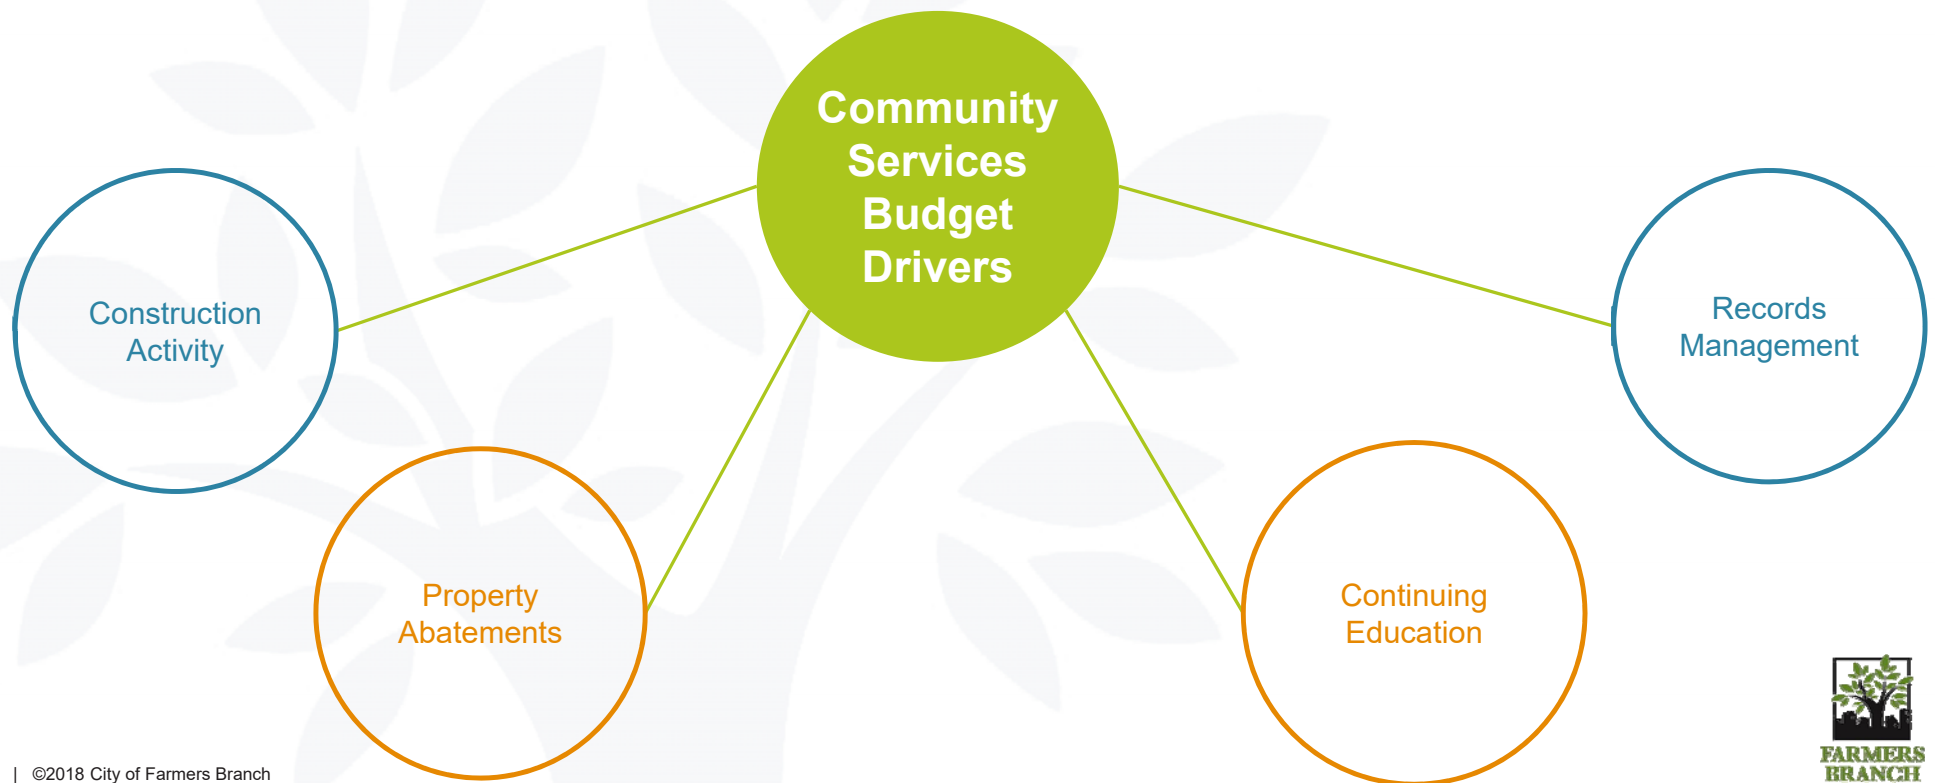 Community
Services
Budget
Drivers
Construction
Activity
Records
Management
Property
Abatements
Continuing
Education
| ©2018 City of Farmers Branch
FARMERS
BRANCH